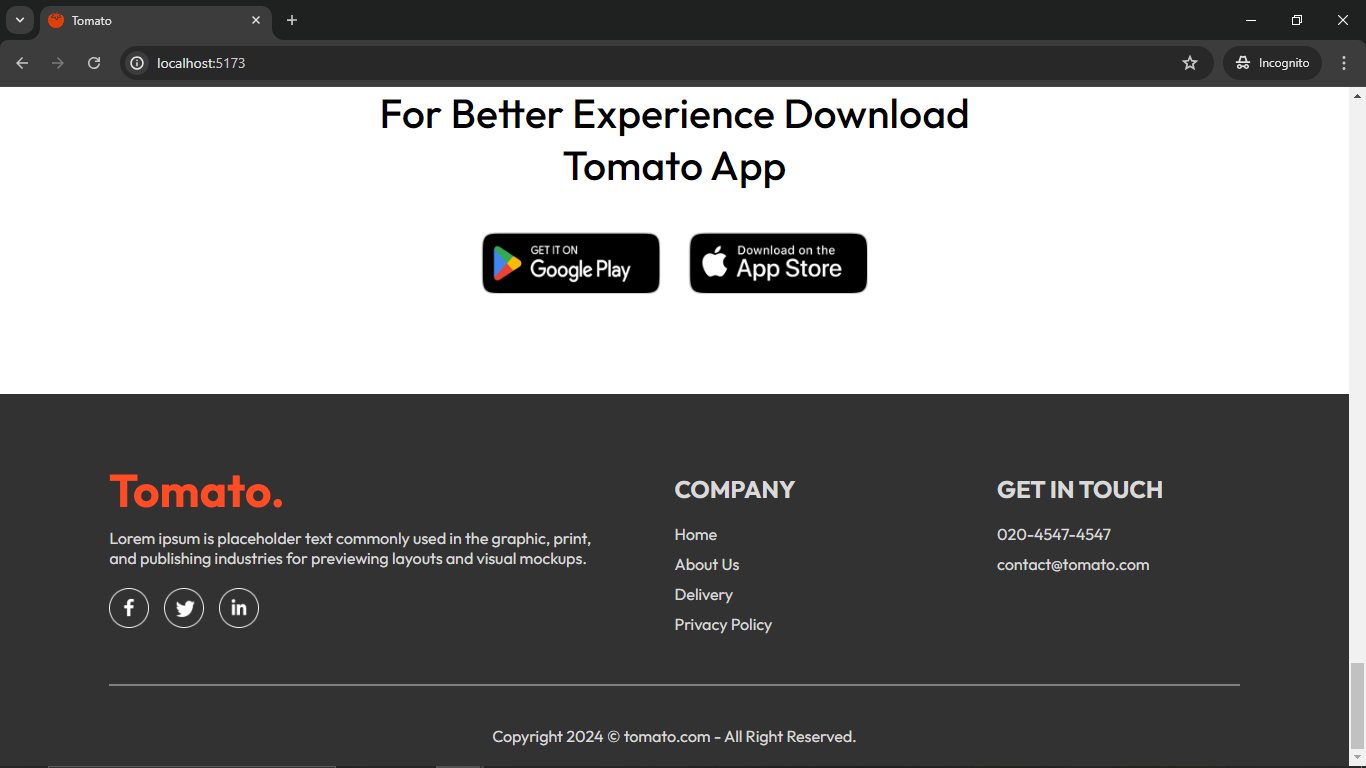 Tomato
localhost:5173
Incognito
For Better Experience Download
Tomato App
GET IT ON
Google Play
Download on the
App Store
Tomato.
Lorem ipsum is placeholder text commonly used in the graphic, print,
and publishing industries for previewing layouts and visual mockups.
f
in
COMPANY
Home
About Us
Delivery
Privacy Policy
GET IN TOUCH
020-4547-4547
contact@tomato.com
Copyright 2024 © tomato.com - All Right Reserved.